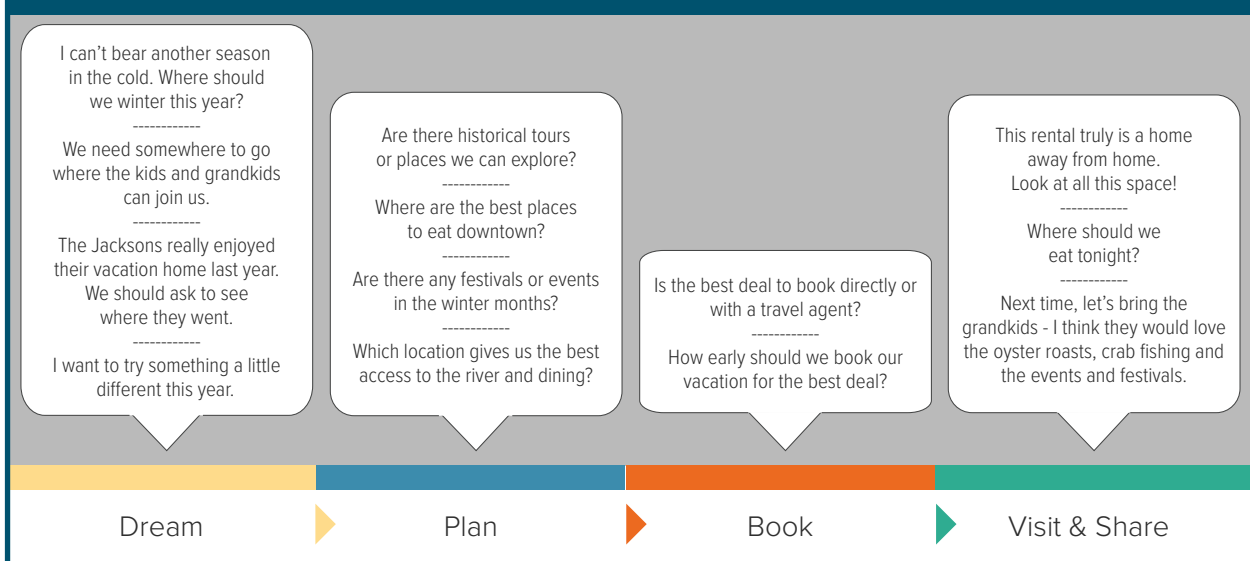 I can’t bear another season
in the cold. Where should
we winter this year?
------------
We need somewhere to go
where the kids and grandkids
can join us.
------------
The Jacksons really enjoyed
their vacation home last year.
We should ask to see
where they went.
------------
I want to try something a little
different this year.
Are there historical tours
or places we can explore?
------------
Where are the best places
to eat downtown?
------------
Are there any festivals or events
in the winter months?
------------
Which location gives us the best
access to the river and dining?
Is the best deal to book directly or
with a travel agent?
------------
How early should we book our
vacation for the best deal?
This rental truly is a home
away from home.
Look at all this space!
------------
Where should we
eat tonight?
------------
Next time, let’s bring the
grandkids - I think they would love
the oyster roasts, crab fishing and
the events and festivals.
Dream
Plan
Book
Visit & Share